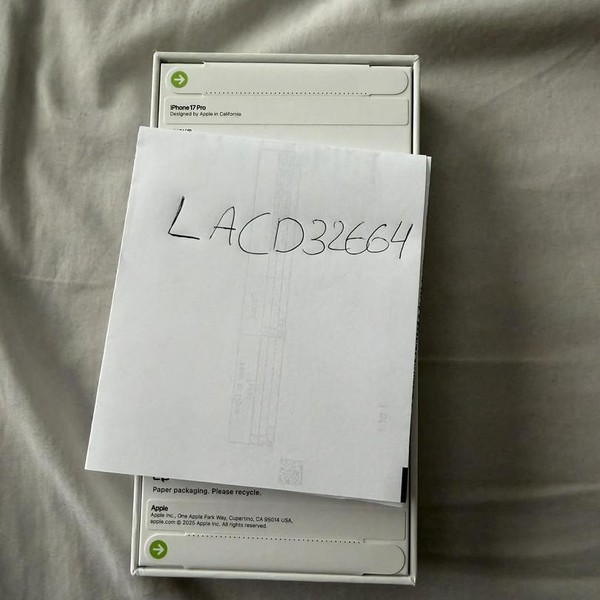 iPhone 17 Pro
Designed by Apple in California
LACD32664
Paper packaging. Please recycle.
Apple
Apple Inc., One Apple Park Way, Cupertino, CA 95014 USA,
apple.com © 2025 Apple Inc. All rights reserved.